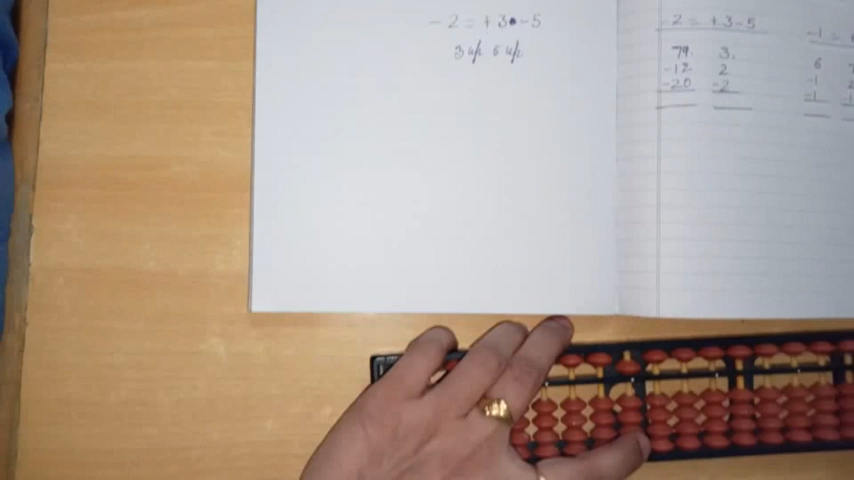 - 2 = + 3 - 5
3 up 5 up
- 2 = + 3 - 5
79 3
-12 2
-20 -2
-1 =
6
-1
-1